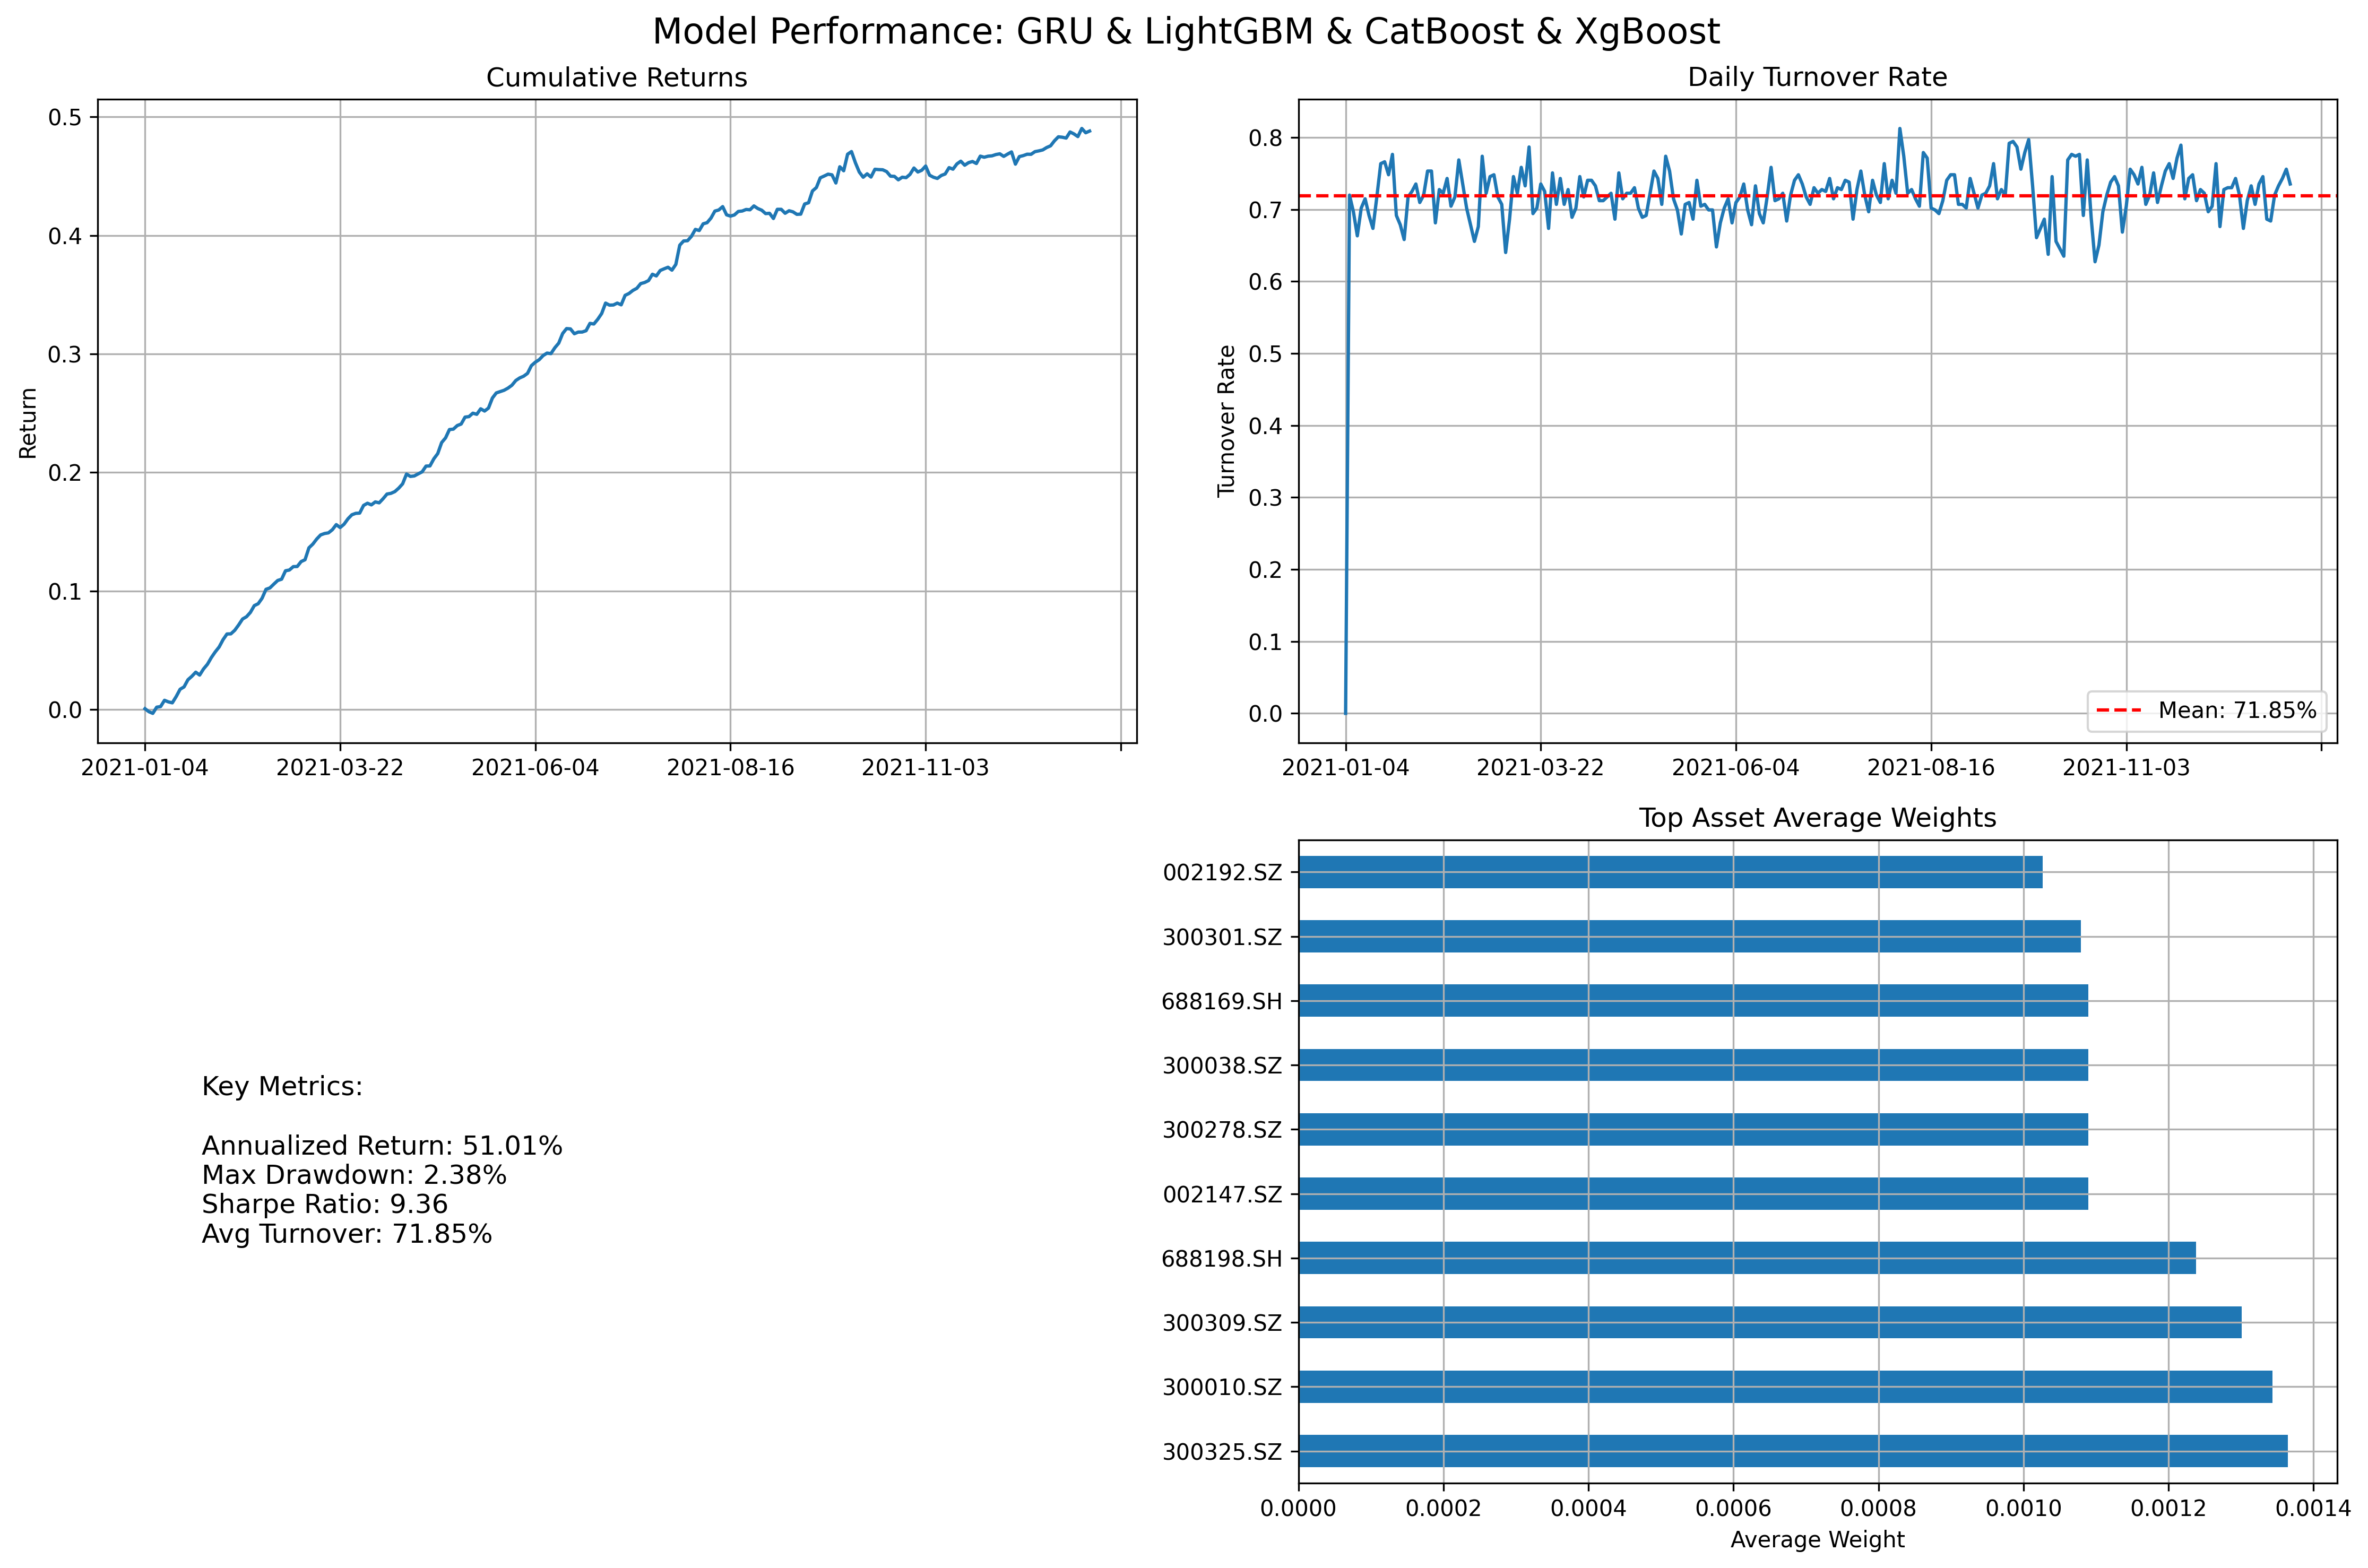 Model Performance: GRU & LightGBM & CatBoost & XgBoost
Cumulative Returns
Return
0.5
0.4
0.3
0.2
0.1
0.0
2021-01-04
2021-03-22
2021-06-04
2021-08-16
2021-11-03
Daily Turnover Rate
Turnover Rate
0.8
0.7
0.6
0.5
0.4
0.3
0.2
0.1
0.0
Mean: 71.85%
2021-01-04
2021-03-22
2021-06-04
2021-08-16
2021-11-03
Key Metrics:
Annualized Return: 51.01%
Max Drawdown: 2.38%
Sharpe Ratio: 9.36
Avg Turnover: 71.85%
Top Asset Average Weights
002192.SZ
300301.SZ
688169.SH
300038.SZ
300278.SZ
002147.SZ
688198.SH
300309.SZ
300010.SZ
300325.SZ
0.0000
0.0002
0.0004
0.0006
0.0008
0.0010
0.0012
0.0014
Average Weight